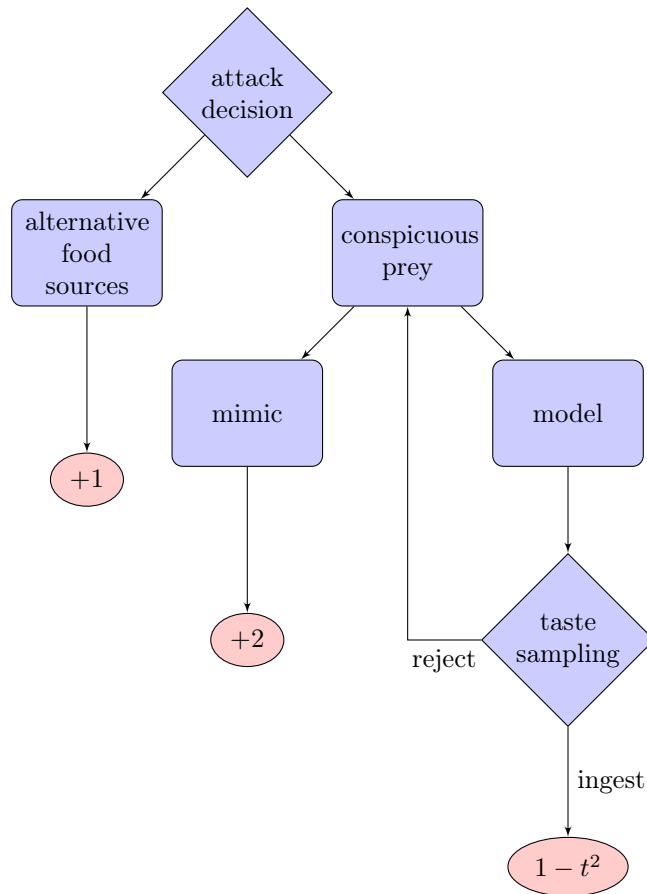 attack
decision
alternative
food
sources
conspicuous
prey
mimic
model
+1
+2
taste
sampling
reject
ingest
1 − t²